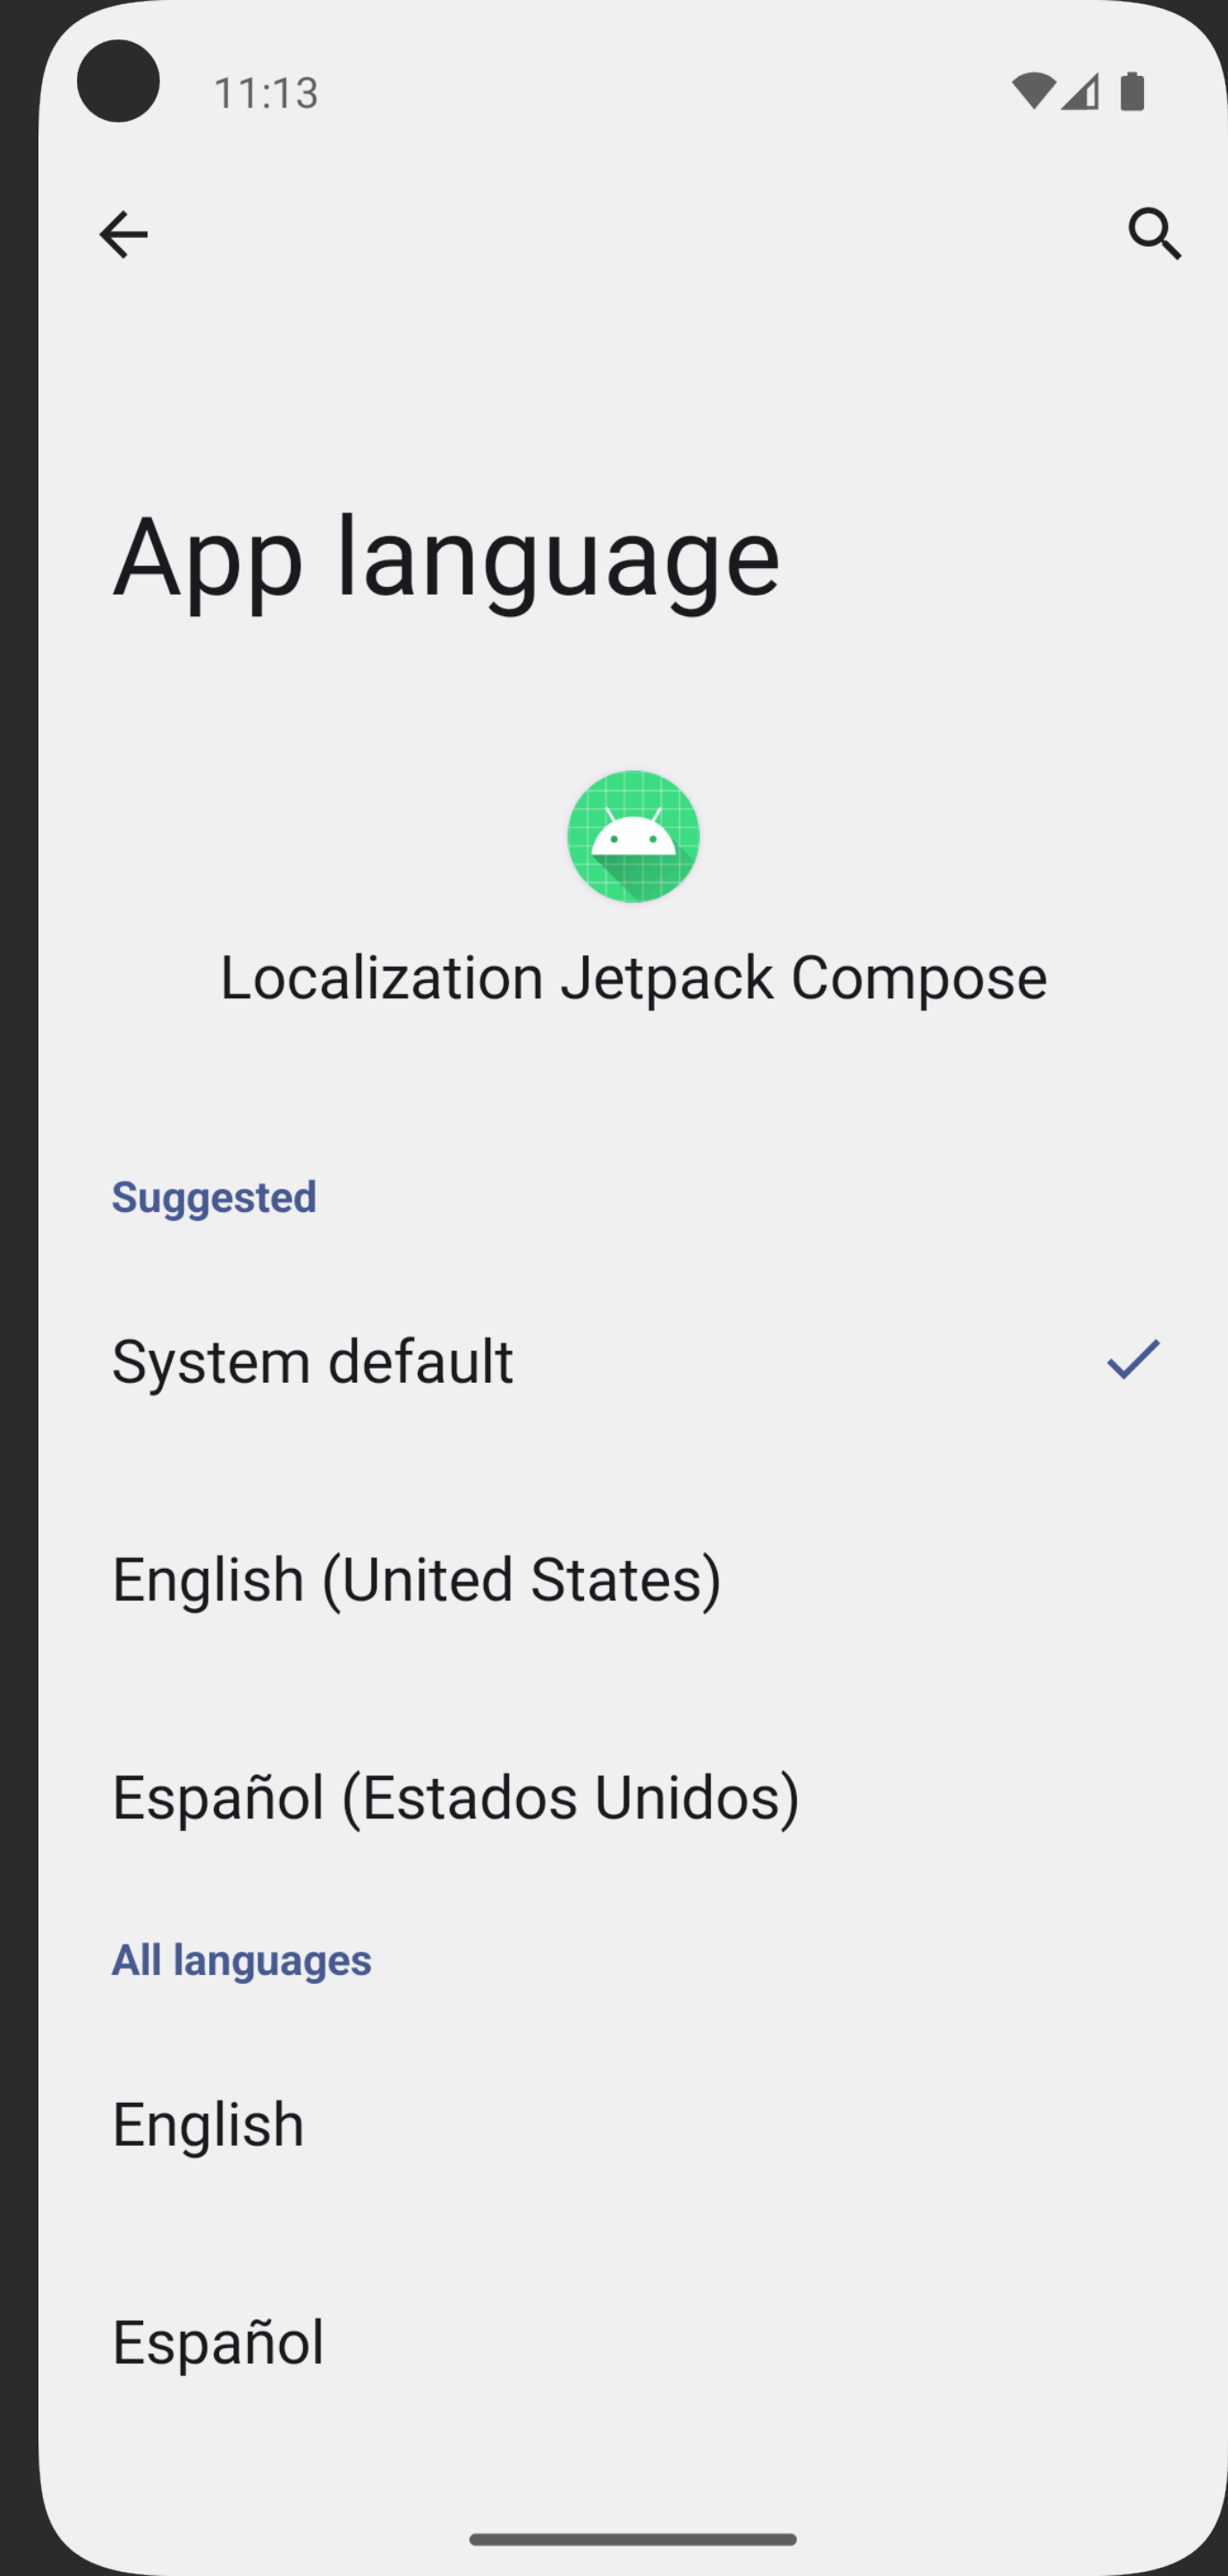 11:13
App language
Localization Jetpack Compose
Suggested
System default
English (United States)
Español (Estados Unidos)
All languages
English
Español